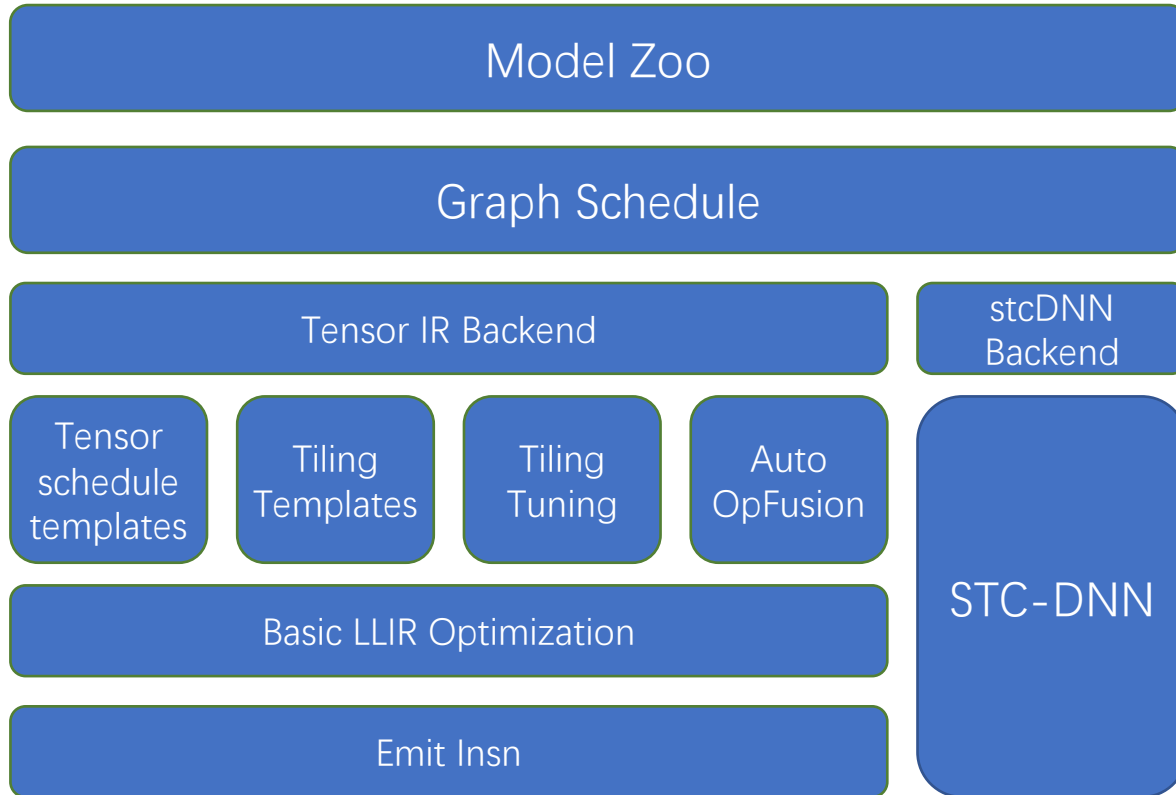 Model Zoo
Graph Schedule
Tensor IR Backend
stcDNN
Backend
Tensor
schedule
templates
Tiling
Templates
Tiling
Tuning
Auto
OpFusion
STC-DNN
Basic LLIR Optimization
Emit Insn